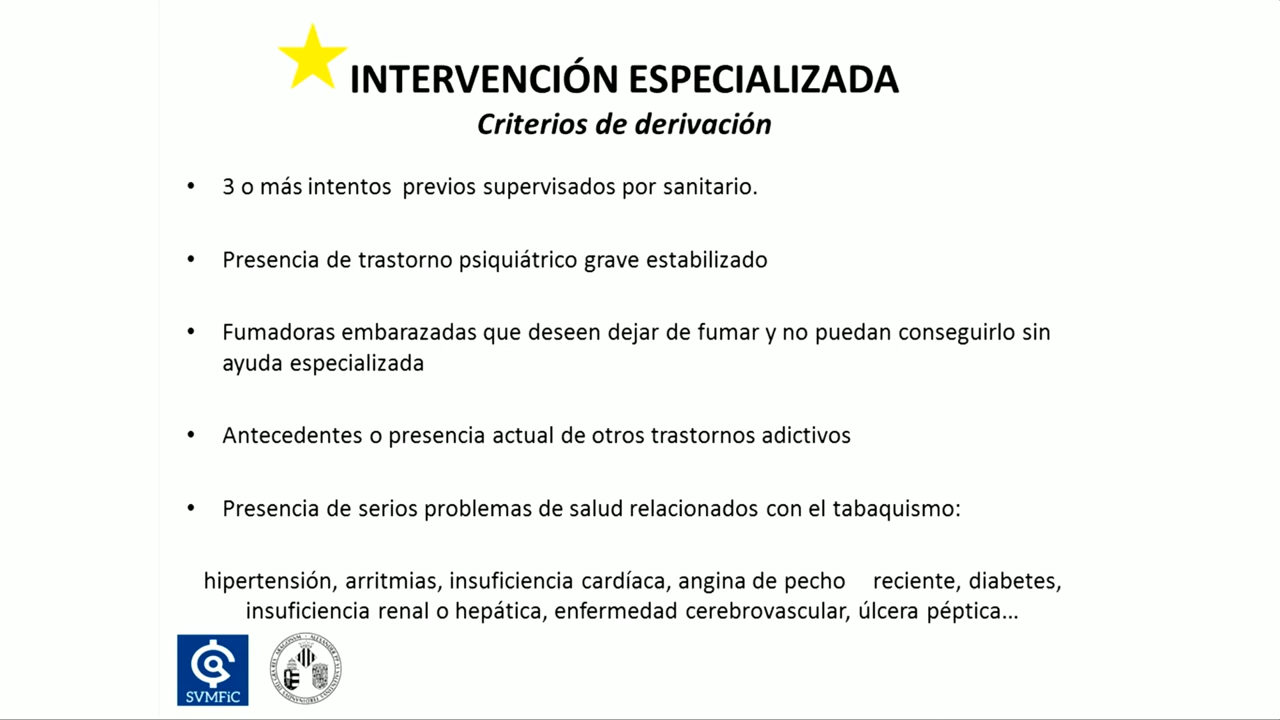 INTERVENCIÓN ESPECIALIZADA
Criterios de derivación
• 3 o más intentos previos supervisados por sanitario.
• Presencia de trastorno psiquiátrico grave estabilizado
• Fumadoras embarazadas que deseen dejar de fumar y no puedan conseguirlo sin
ayuda especializada
• Antecedentes o presencia actual de otros trastornos adictivos
• Presencia de serios problemas de salud relacionados con el tabaquismo:
hipertensión, arritmias, insuficiencia cardíaca, angina de pecho reciente, diabetes,
insuficiencia renal o hepática, enfermedad cerebrovascular, úlcera péptica...
SVMFiC